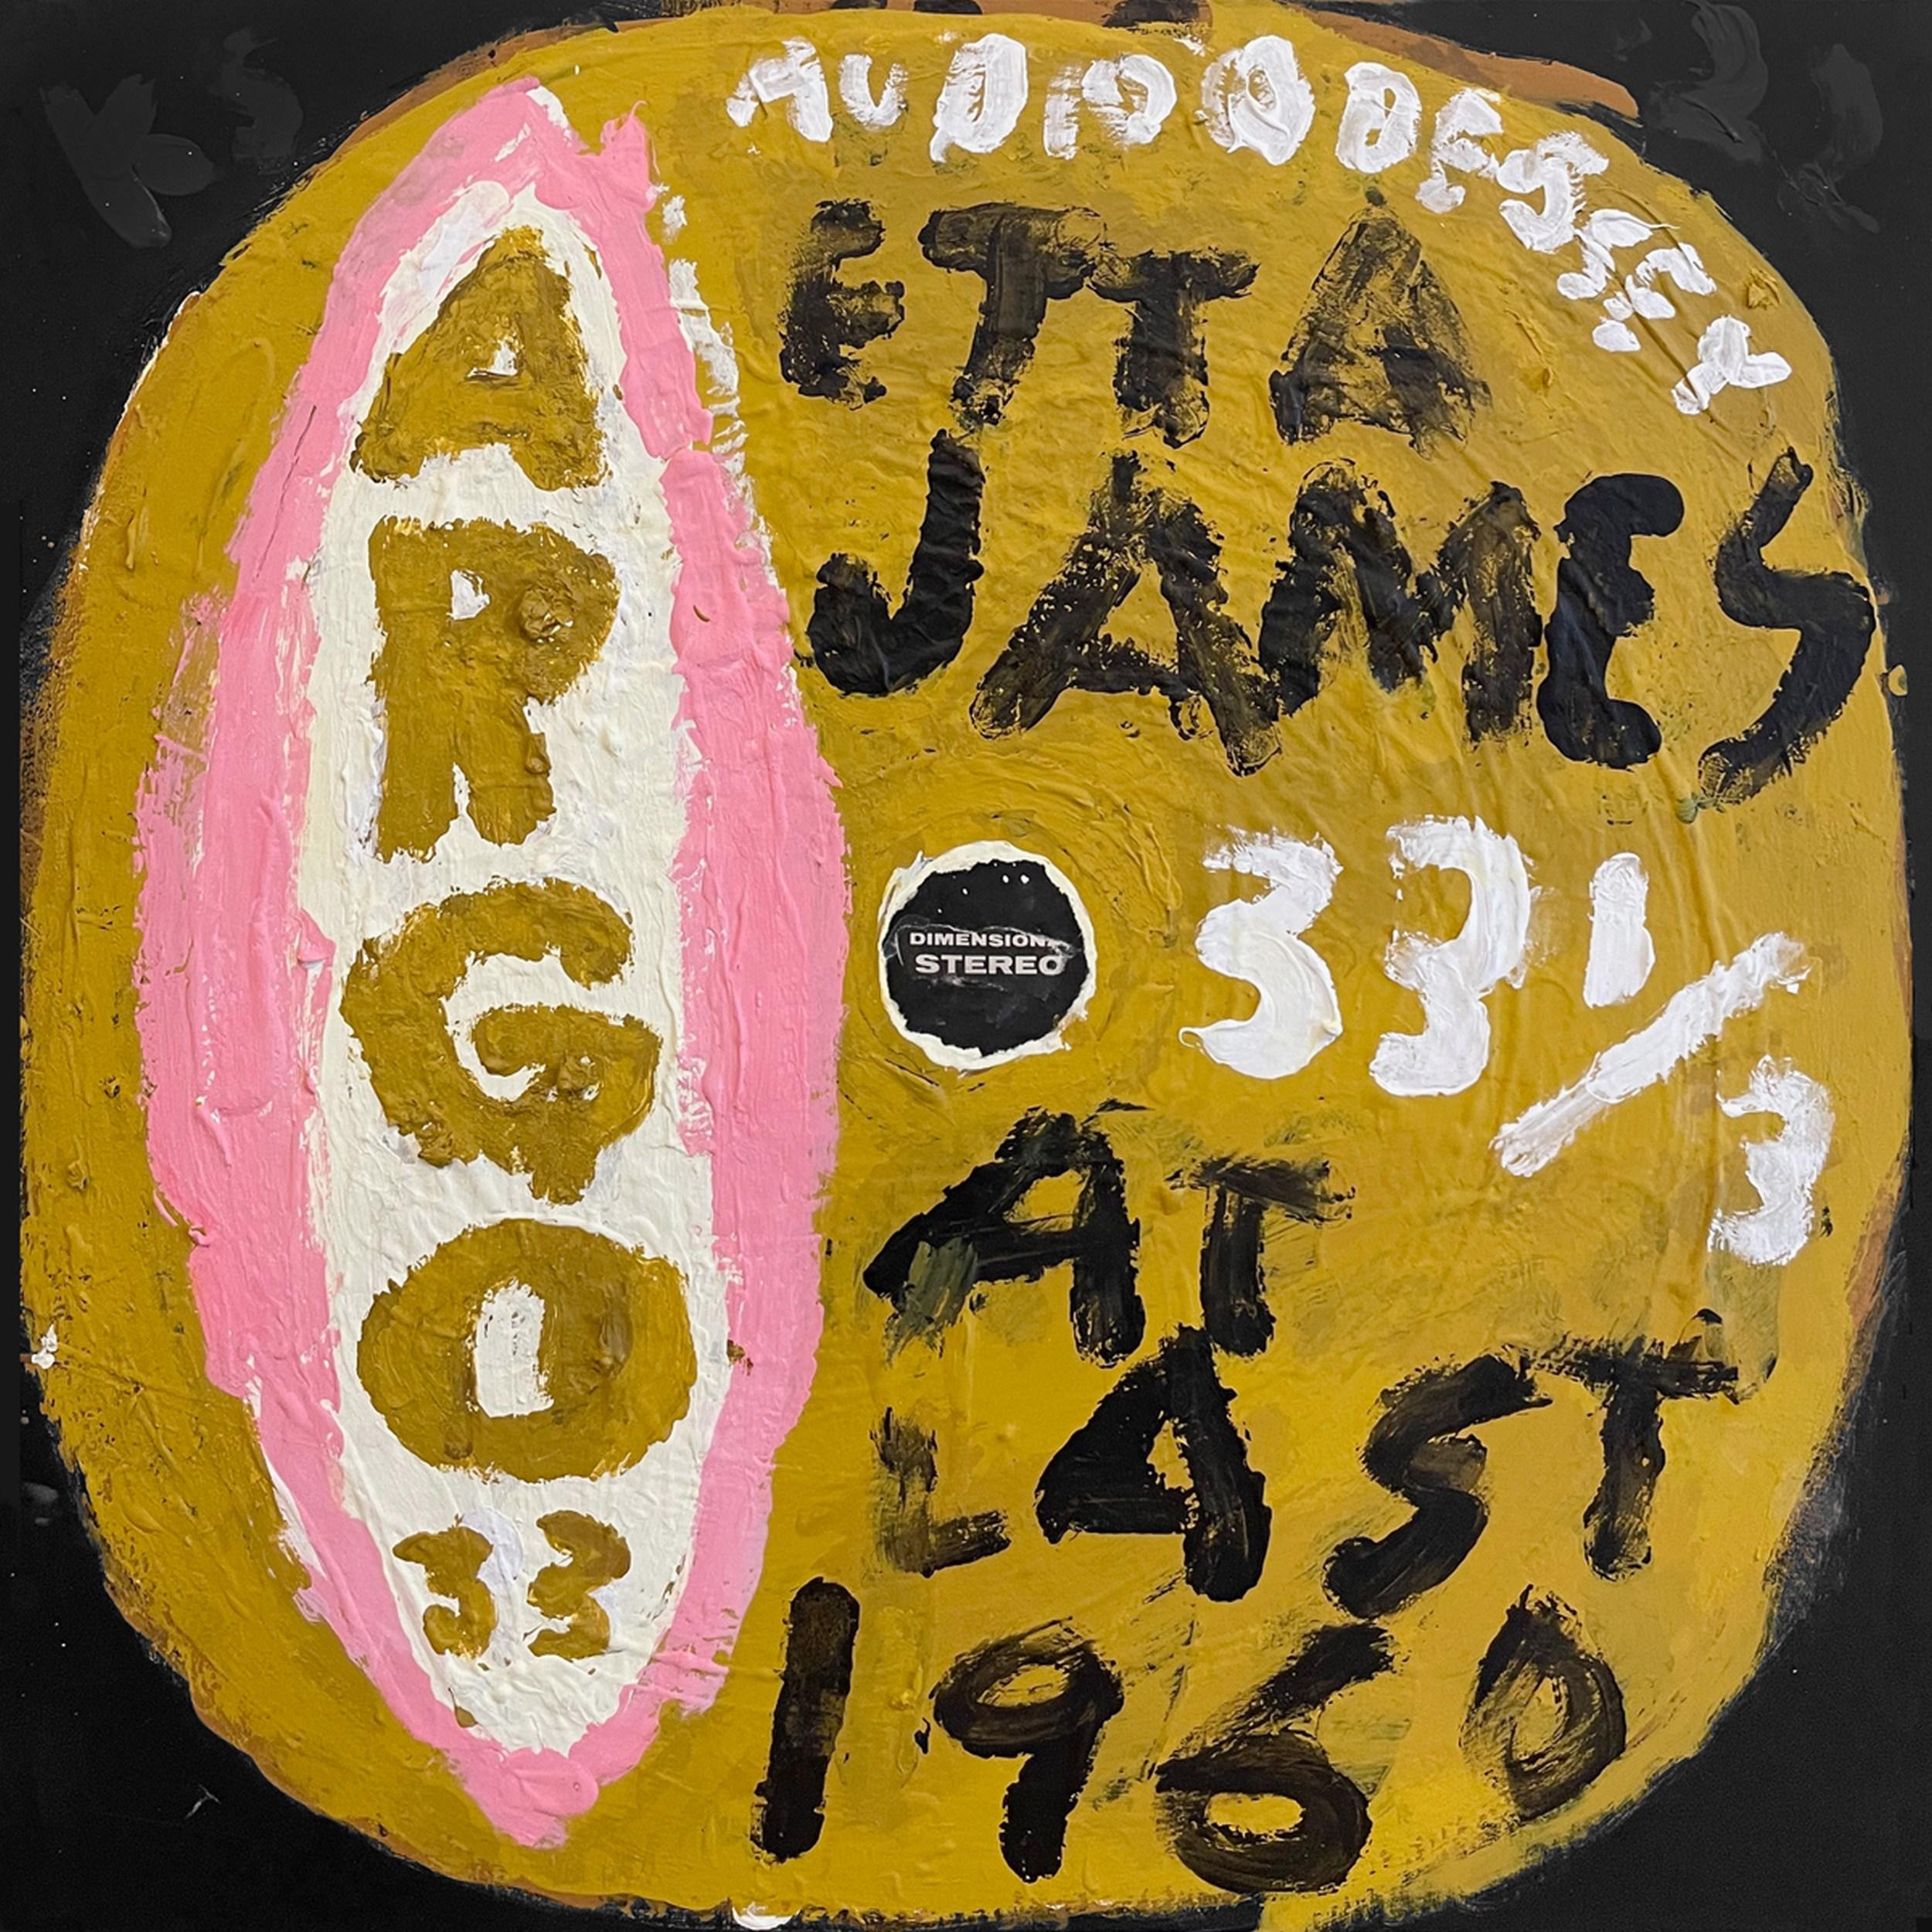 AUDIO ODESSEY
ETTA
JAMES
ARGO
33
DIMENSION
STEREO
33 1/3
AT
LAST
1960